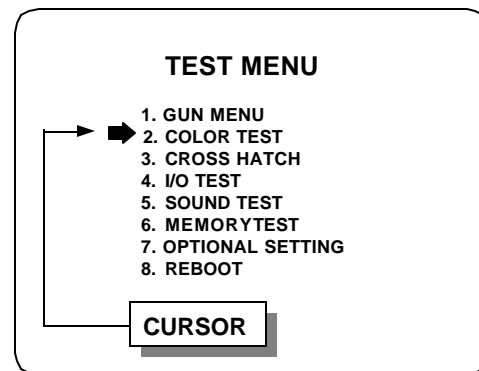 TEST MENU
1. GUN MENU
2. COLOR TEST
3. CROSS HATCH
4. I/O TEST
5. SOUND TEST
6. MEMORYTEST
7. OPTIONAL SETTING
8. REBOOT
CURSOR